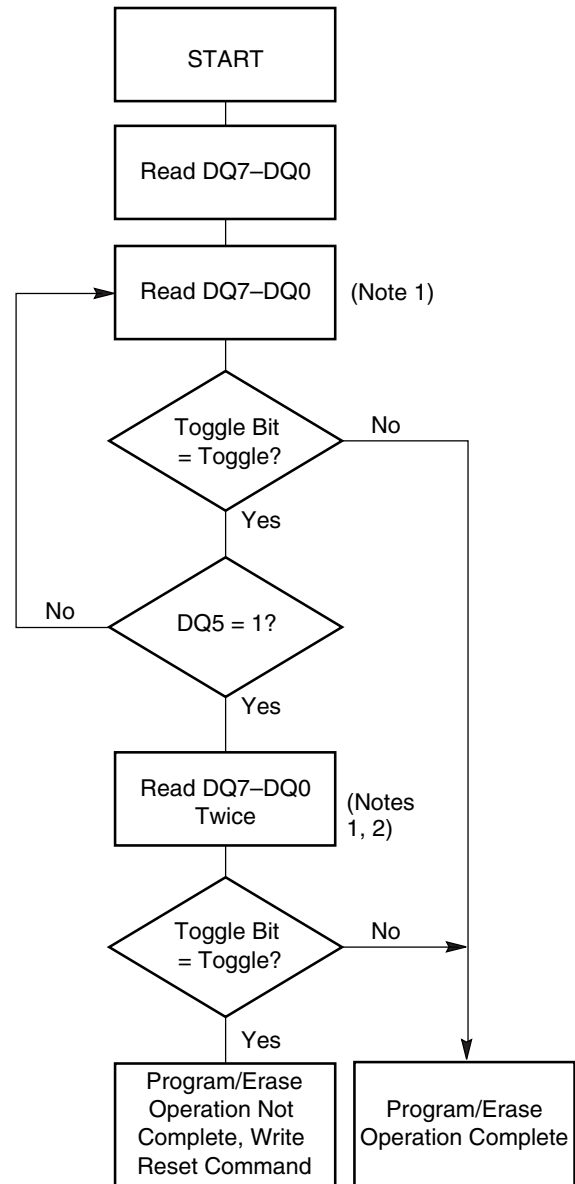 START
Read DQ7–DQ0
Read DQ7–DQ0
(Note 1)
Toggle Bit
= Toggle?
No
Yes
No
DQ5 = 1?
Yes
Read DQ7–DQ0
Twice
(Notes
1, 2)
Toggle Bit
= Toggle?
No
Yes
Program/Erase
Operation Not
Complete, Write
Reset Command
Program/Erase
Operation Complete